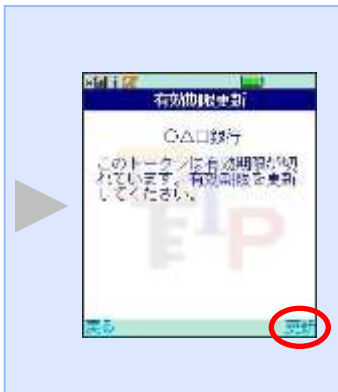 有効期限更新
○△□銀行
このトークンは有効期限が切
れています。有効期限を更新
してください。
戻る
更新